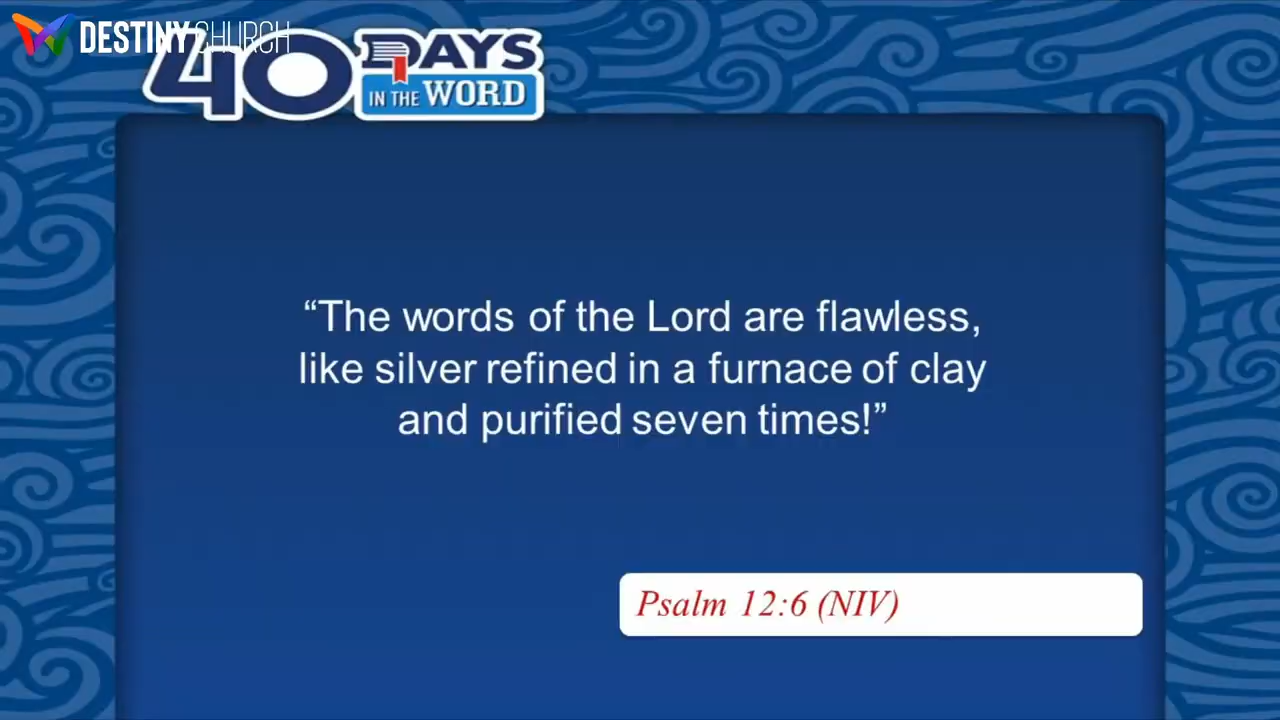 DESTINY CHURCH
40 DAYS
IN THE WORD
“The words of the Lord are flawless,
like silver refined in a furnace of clay
and purified seven times!”
Psalm 12:6 (NIV)